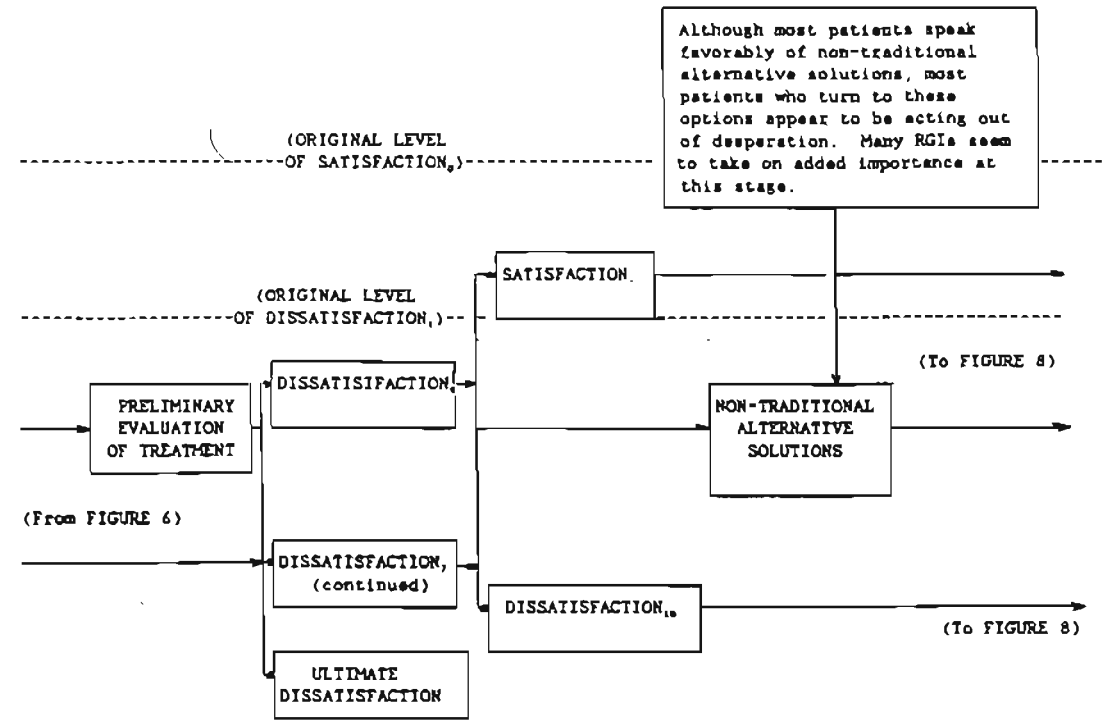 Although most patients speak
favorably of non-traditional
alternative solutions, most
patients who turn to these
options appear to be acting out
of desperation. Many RGIs seem
to take on added importance at
this stage.
(ORIGINAL LEVEL
OF SATISFACTION)
SATISFACTION
(ORIGINAL LEVEL
OF DISSATISFACTION)
(To FIGURE 8)
DISSATISIFACTION
PRELIMINARY
EVALUATION
OF TREATMENT
NON-TRADITIONAL
ALTERNATIVE
SOLUTIONS
(From FIGURE 6)
DISSATISFACTION
(continued)
DISSATISFACTION
(To FIGURE 8)
ULTIMATE
DISSATISFACTION